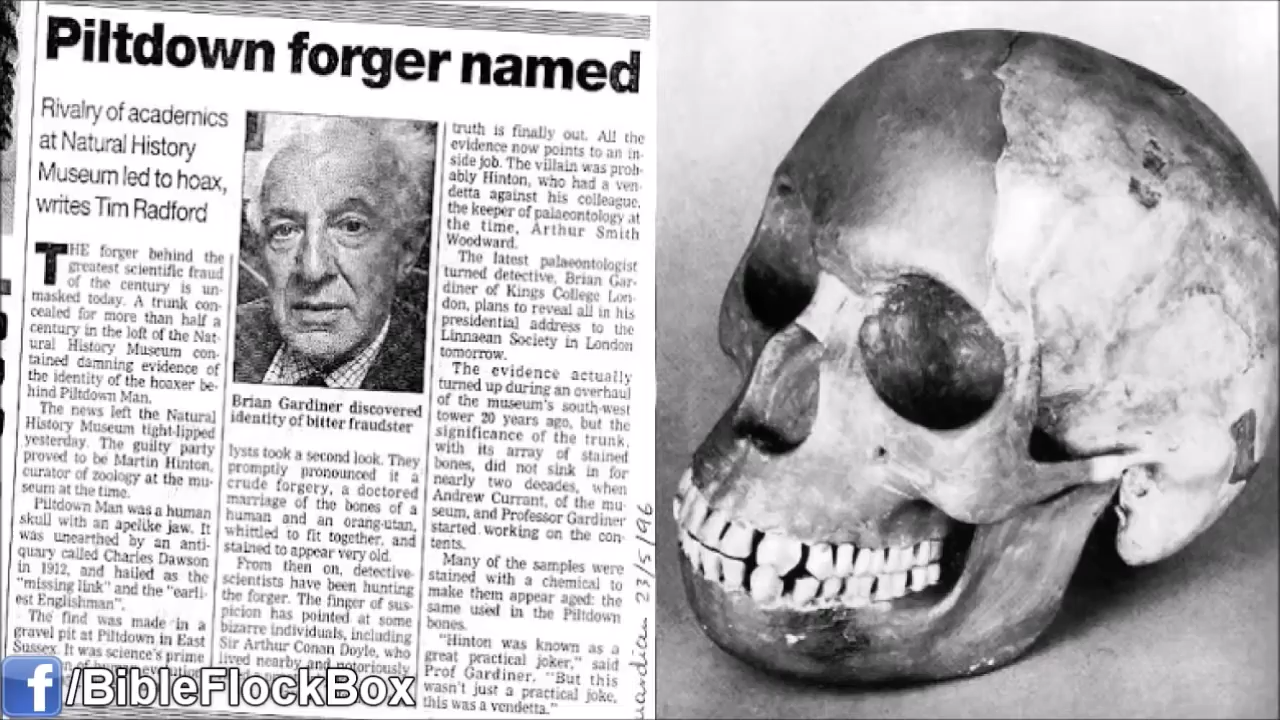 Piltdown forger named
Rivalry of academics
at Natural History
Museum led to hoax,
writes Tim Radford
THE forger behind the
greatest scientific fraud
of the century is un-
masked today. A trunk con-
cealed for more than half a
century in the loft of the Nat-
ural History Museum con-
tained damning evidence of
the identity of the hoaxer be-
hind Piltdown Man.
The news left the Natural
History Museum tight-lipped
yesterday. The guilty party
proved to be Martin Hinton,
curator of zoology at the mu-
seum at the time.
Piltdown Man was a human
skull with an apelike jaw. It
was unearthed by an anti-
quary called Charles Dawson
in 1912, and hailed as the
"missing link" and the "earli-
est Englishman".
The find was made in a
gravel pit at Piltdown in East
Sussex. It was science's prime
of human evolution
Brian Gardiner discovered
identity of bitter fraudster
lysts took a second look. They
promptly pronounced it a
crude forgery, a doctored
marriage of the bones of a
human and an orang-utan,
whittled to fit together, and
stained to appear very old.
From then on, detective-
scientists have been hunting
the forger. The finger of sus-
picion has pointed at some
bizarre individuals, including
Sir Arthur Conan Doyle, who
lived nearby and notoriously
truth is finally out. All the
evidence now points to an in-
side job. The villain was prob-
ably Hinton, who had a ven-
detta against his colleague,
the keeper of palaeontology at
the time, Arthur Smith
Woodward.
The latest palaeontologist
turned detective, Brian Gar-
diner of Kings College Lon-
don, plans to reveal all in his
presidential address to the
Linnaean Society in London
tomorrow.
The evidence actually
turned up during an overhaul
of the museum's south-west
tower 20 years ago, but the
significance of the trunk,
with its array of stained
bones, did not sink in for
nearly two decades, when
Andrew Currant, of the mu-
seum, and Professor Gardiner
started working on the con-
tents.
Many of the samples were
stained with a chemical to
make them appear aged: the
same used in the Piltdown
bones.
"Hinton was known as a
great practical joker," said
Prof Gardiner. "But this
wasn't just a practical joke,
this was a vendetta."
uardian 23/5/96
f /BibleFlockBox